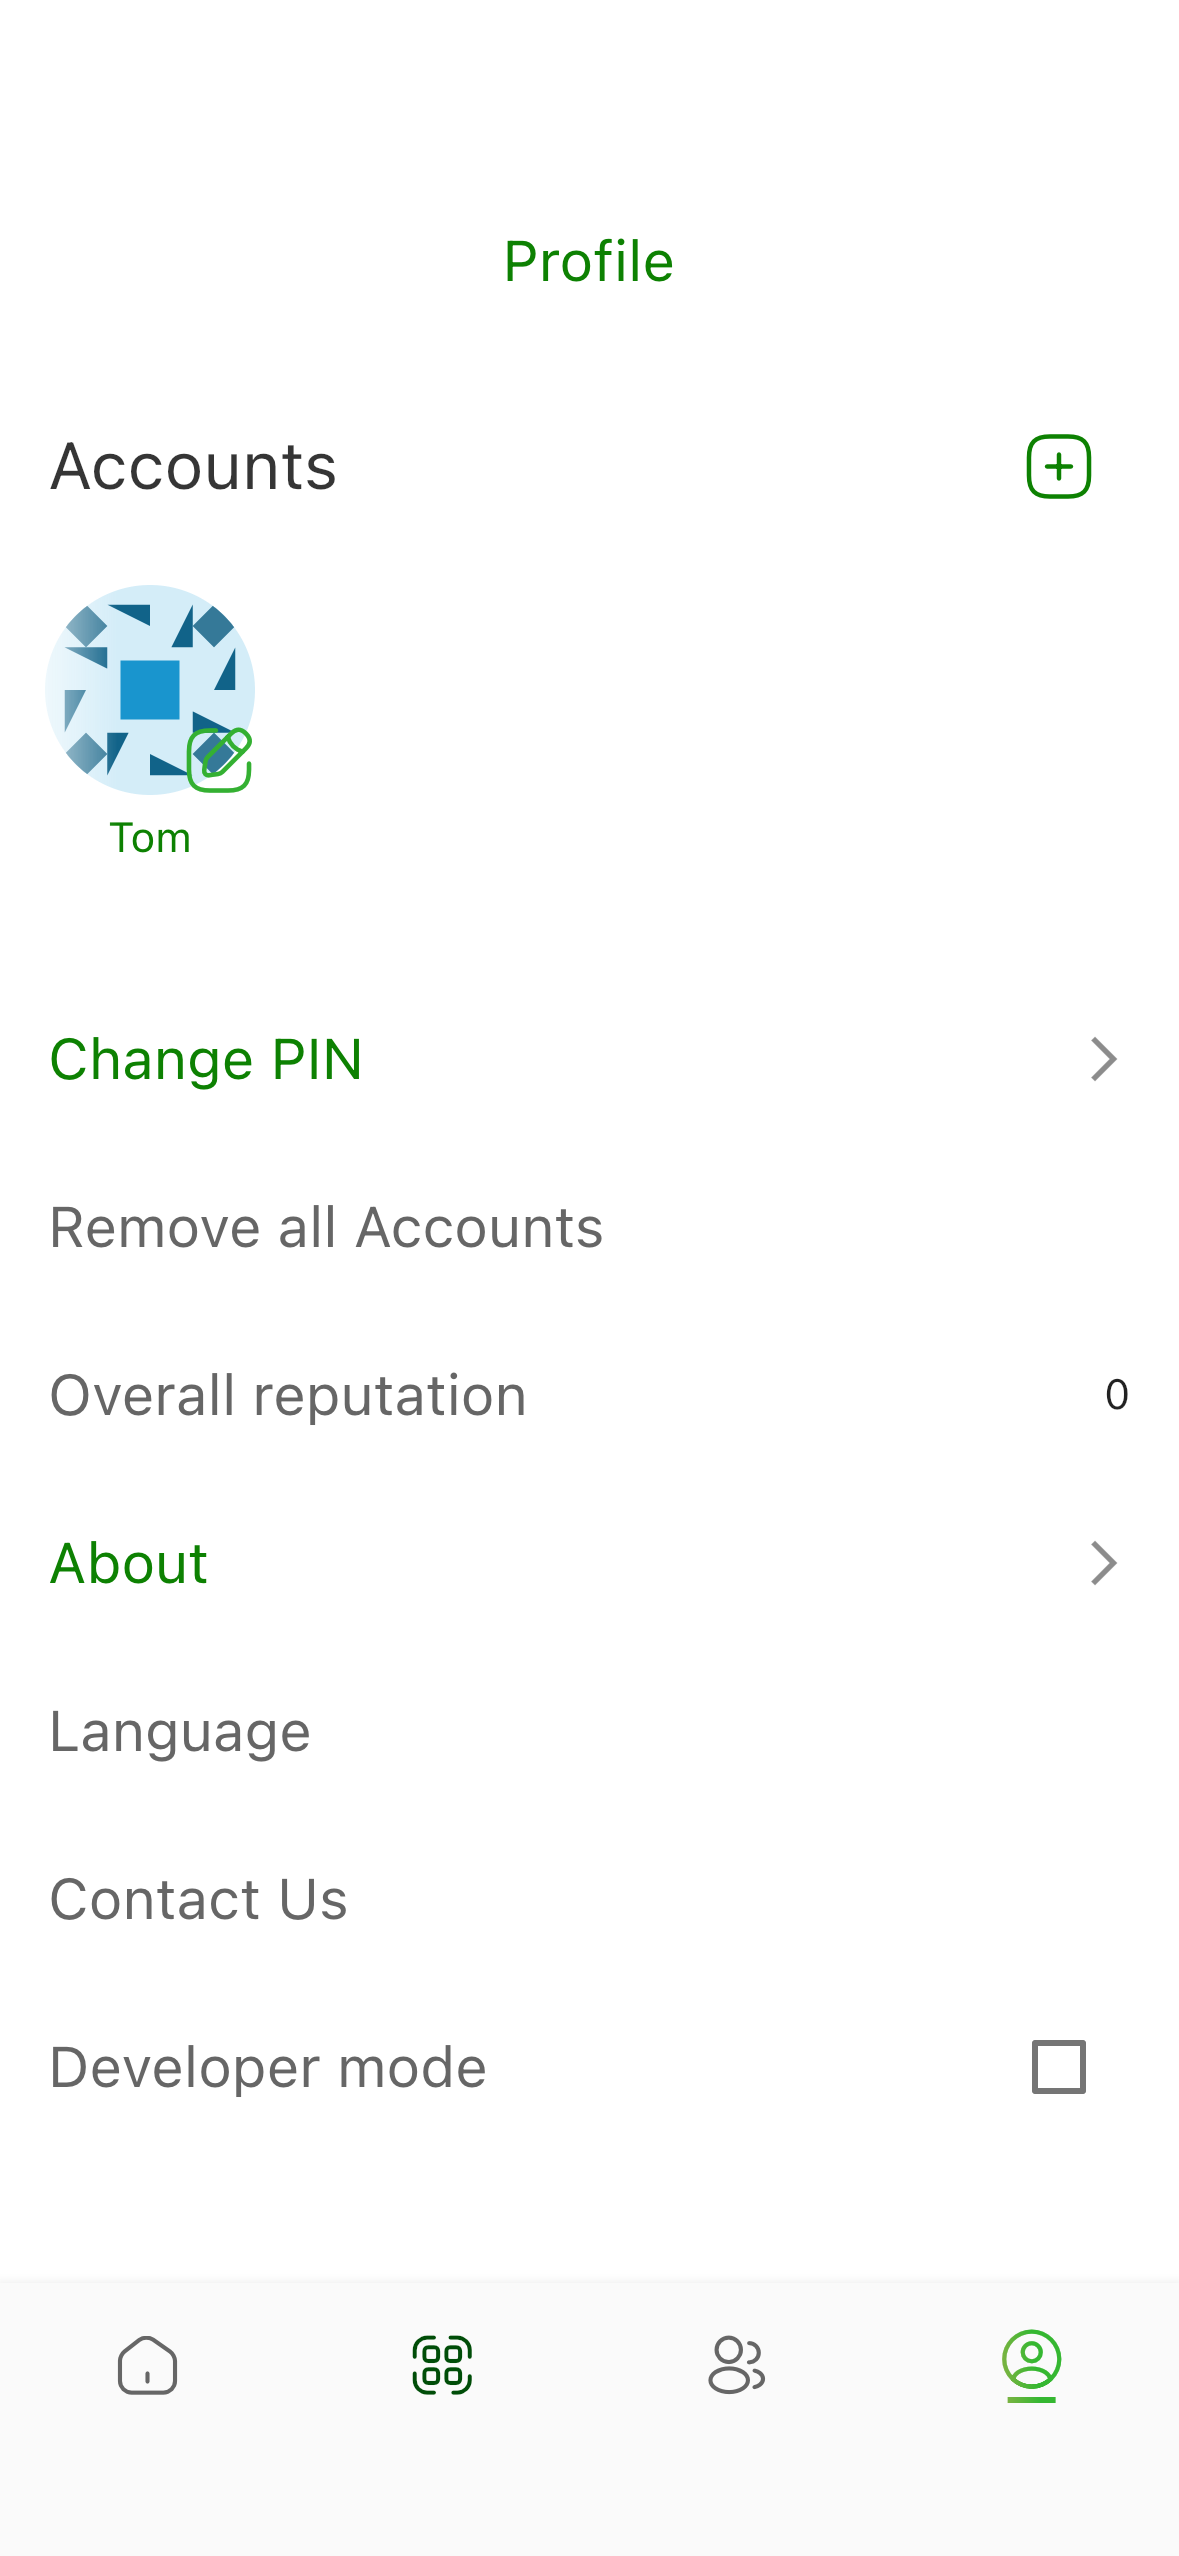 Profile
Accounts
Tom
Change PIN
Remove all Accounts
Overall reputation 0
About
Language
Contact Us
Developer mode